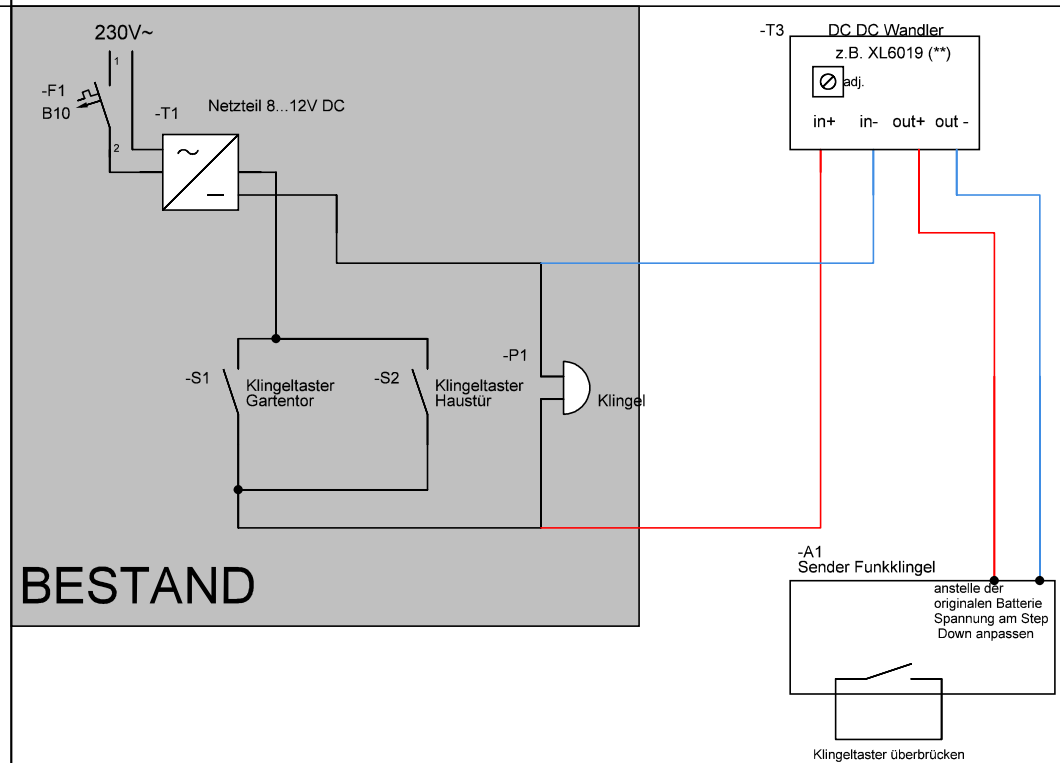 230V~
1
-F1
B10
2
-T1
Netzteil 8...12V DC
-T3
DC DC Wandler
z.B. XL6019 (**)
adj.
in+
in-
out+
out -
-S1
Klingeltaster
Gartentor
-S2
Klingeltaster
Haustür
-P1
Klingel
BESTAND
-A1
Sender Funkklingel
anstelle der
originalen Batterie
Spannung am Step
Down anpassen
Klingeltaster überbrücken